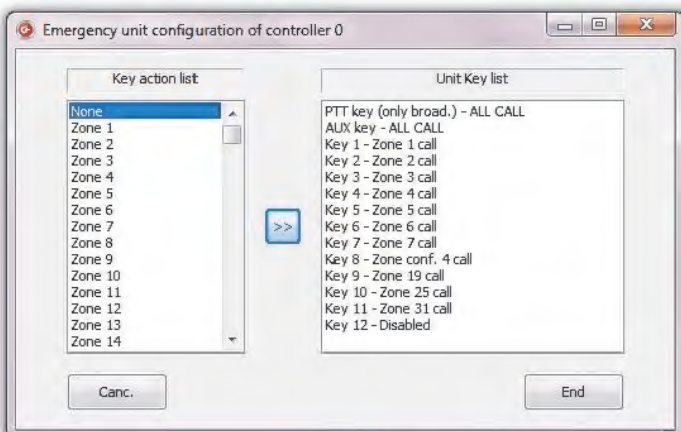 Emergency unit configuration of controller 0
Key action list
None
Zone 1
Zone 2
Zone 3
Zone 4
Zone 5
Zone 6
Zone 7
Zone 8
Zone 9
Zone 10
Zone 11
Zone 12
Zone 13
Zone 14
>>
Unit Key list
PTT key (only broad.) - ALL CALL
AUX key - ALL CALL
Key 1 - Zone 1 call
Key 2 - Zone 2 call
Key 3 - Zone 3 call
Key 4 - Zone 4 call
Key 5 - Zone 5 call
Key 6 - Zone 6 call
Key 7 - Zone 7 call
Key 8 - Zone conf. 4 call
Key 9 - Zone 19 call
Key 10 - Zone 25 call
Key 11 - Zone 31 call
Key 12 - Disabled
Canc.
End